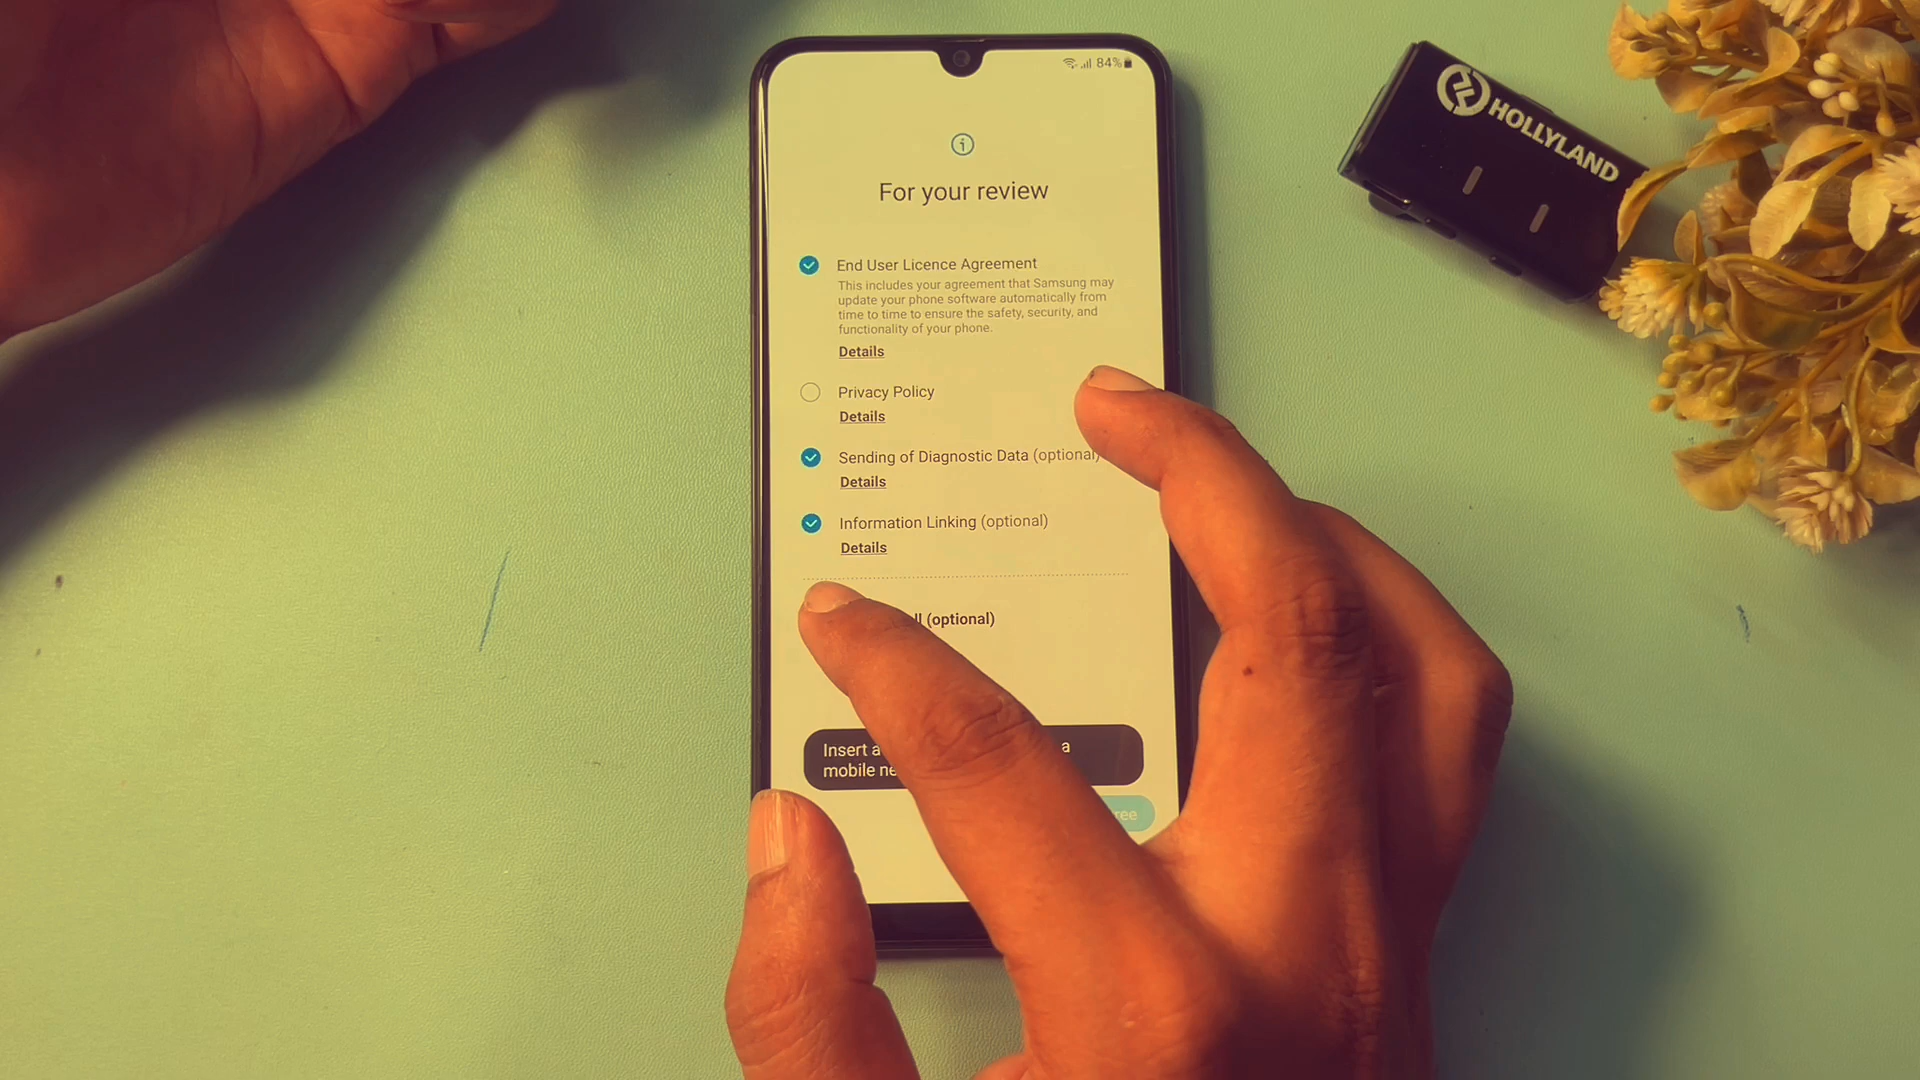 84%
HOLLYLAND
For your review
End User Licence Agreement
This includes your agreement that Samsung may
update your phone software automatically from
time to time to ensure the safety, security, and
functionality of your phone.
Details
Privacy Policy
Details
Sending of Diagnostic Data (optional)
Details
Information Linking (optional)
Details
(optional)
Insert a
a
mobile